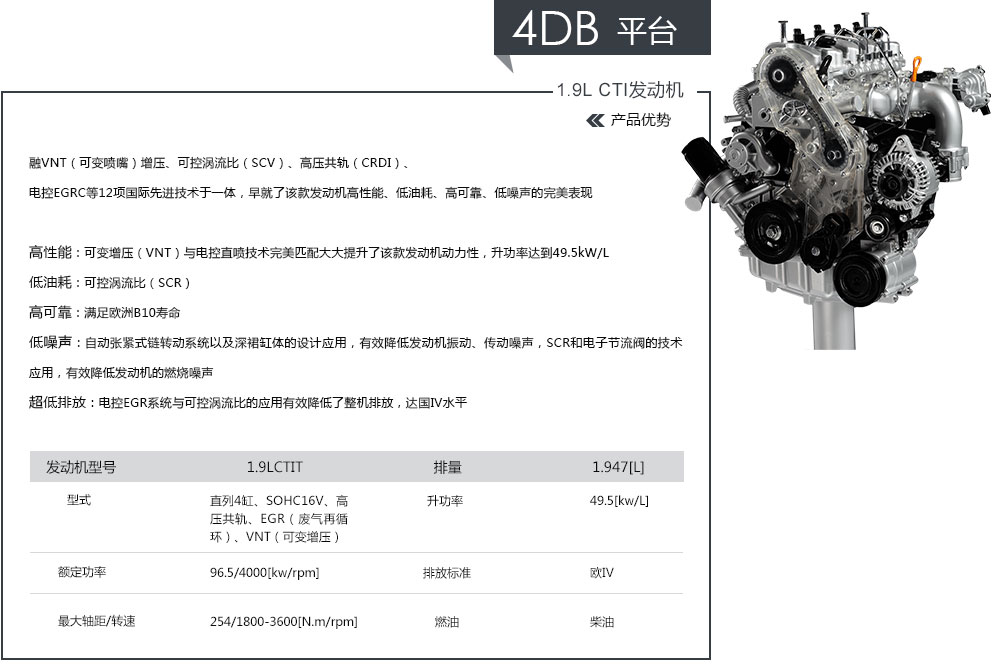 4DB 平台
1.9L CTI发动机
产品优势
融VNT（可变喷嘴）增压、可控涡流比（SCV）、高压共轨（CRDI）、
电控EGRC等12项国际先进技术于一体，早就了该款发动机高性能、低油耗、高可靠、低噪声的完美表现
高性能：可变增压（VNT）与电控直喷技术完美匹配大大提升了该款发动机动力性，升功率达到49.5kW/L
低油耗：可控涡流比（SCR）
高可靠：满足欧洲B10寿命
低噪声：自动张紧式链转动系统以及深裙缸体的设计应用，有效降低发动机振动、传动噪声，SCR和电子节流阀的技术
应用，有效降低发动机的燃烧噪声
超低排放：电控EGR系统与可控涡流比的应用有效降低了整机排放，达国IV水平
发动机型号 1.9LCTIT 排量 1.947[L]
型式 直列4缸、SOHC16V、高 升功率 49.5[kw/L]
压共轨、EGR（废气再循
环）、VNT（可变增压）
额定功率 96.5/4000[kw/rpm] 排放标准 欧IV
最大轴距/转速 254/1800-3600[N.m/rpm] 燃油 柴油